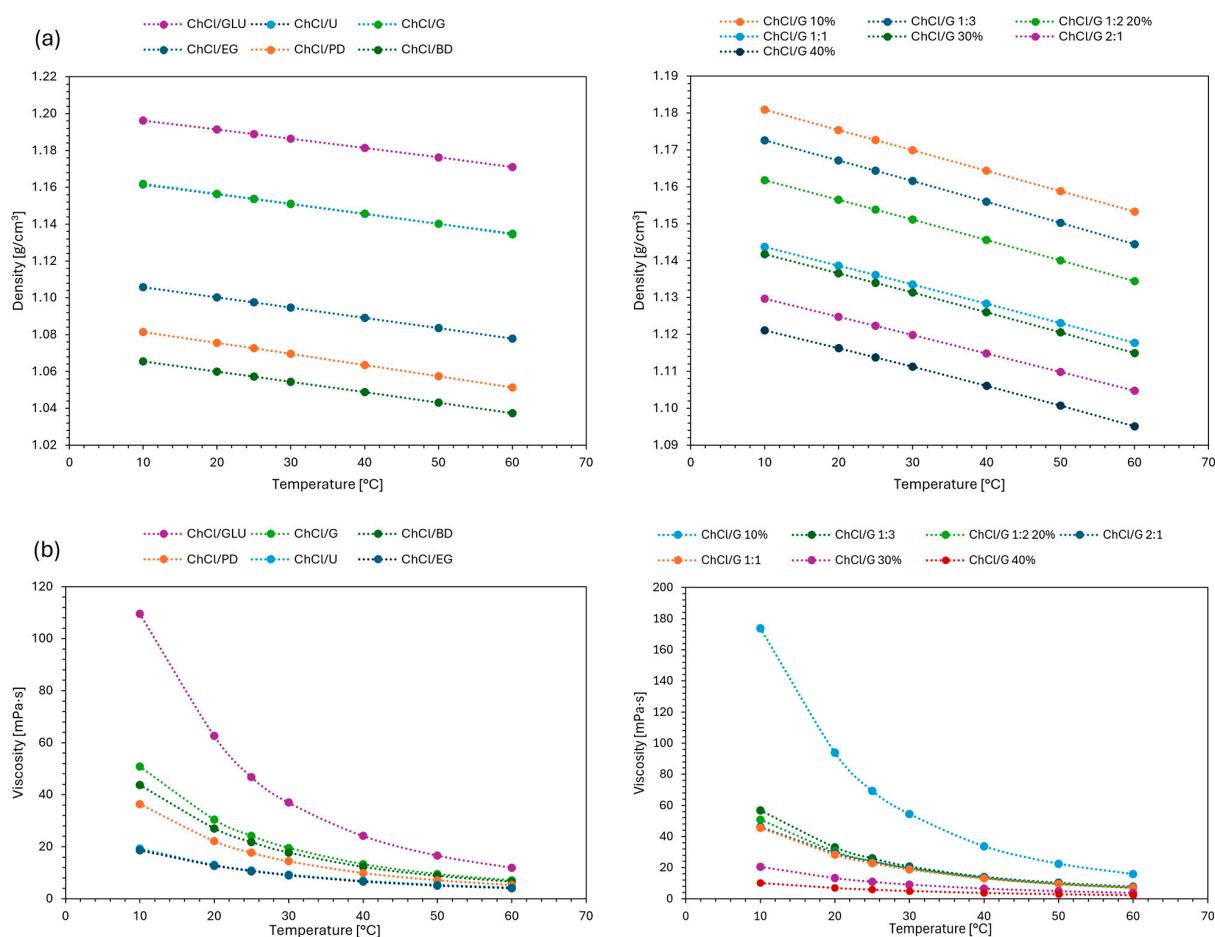 (a)
ChCl/GLU ChCl/U ChCl/G
ChCl/EG ChCl/PD ChCl/BD
1.22
1.20
1.18
1.16
1.14
1.12
1.10
1.08
1.06
1.04
1.02
Density [g/cm³]
0 10 20 30 40 50 60 70
Temperature [°C]
ChCl/G 10% ChCl/G 1:3 ChCl/G 1:2 20%
ChCl/G 1:1 ChCl/G 30% ChCl/G 2:1
ChCl/G 40%
1.19
1.18
1.17
1.16
1.15
1.14
1.13
1.12
1.11
1.10
1.09
Density [g/cm³]
0 10 20 30 40 50 60 70
Temperature [°C]
(b)
ChCl/GLU ChCl/G ChCl/BD
ChCl/PD ChCl/U ChCl/EG
120
100
80
60
40
20
0
Viscosity [mPa·s]
0 10 20 30 40 50 60 70
Temperature [°C]
ChCl/G 10% ChCl/G 1:3 ChCl/G 1:2 20% ChCl/G 2:1
ChCl/G 1:1 ChCl/G 30% ChCl/G 40%
200
180
160
140
120
100
80
60
40
20
0
Viscosity [mPa·s]
0 10 20 30 40 50 60 70
Temperature [°C]